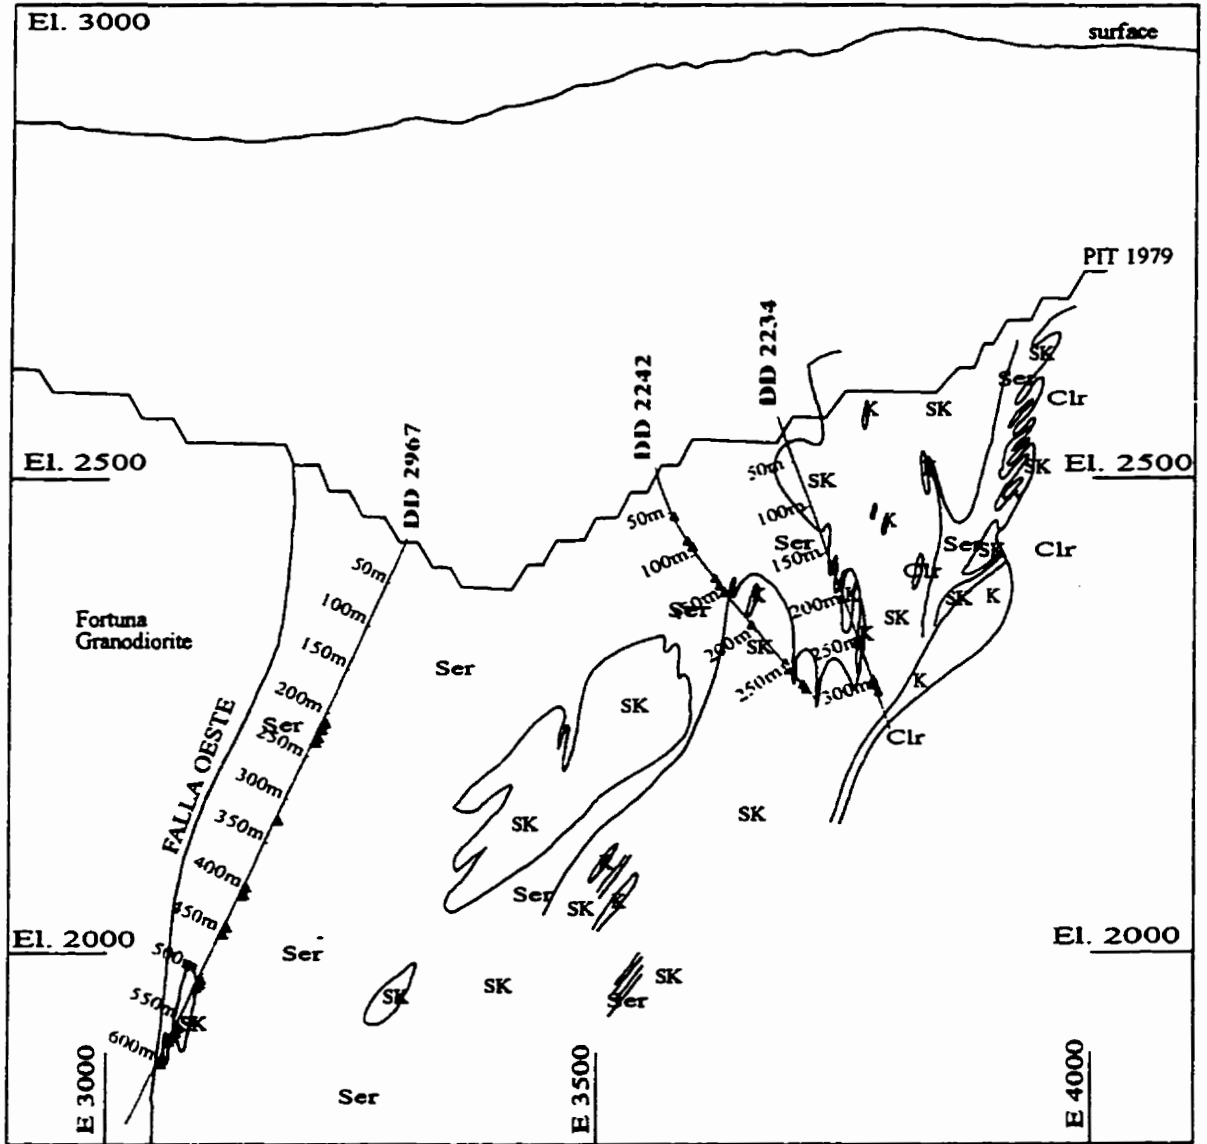 El. 3000
surface
PIT 1979
DD 2234
DD 2242
DD 2967
SK
Ser
Clr
K
SK
El. 2500
El. 2500
50m
SK
SK
50m
100m
K
Ser
100m
150m
Ser
SK
Clr
50m
100m
Clr
Fortuna
Granodiorite
Ser
K
200m
K
SK
SK
K
150m
Ser
200m
SK
250m
K
250m
300m
K
200m
Ser
250m
SK
Clr
FALLA OESTE
300m
350m
SK
SK
400m
Ser
SK
K
450m
El. 2000
El. 2000
Ser
500m
SK
SK
SK
Ser
550m
SK
600m
Ser
E 3000
E 3500
E 4000